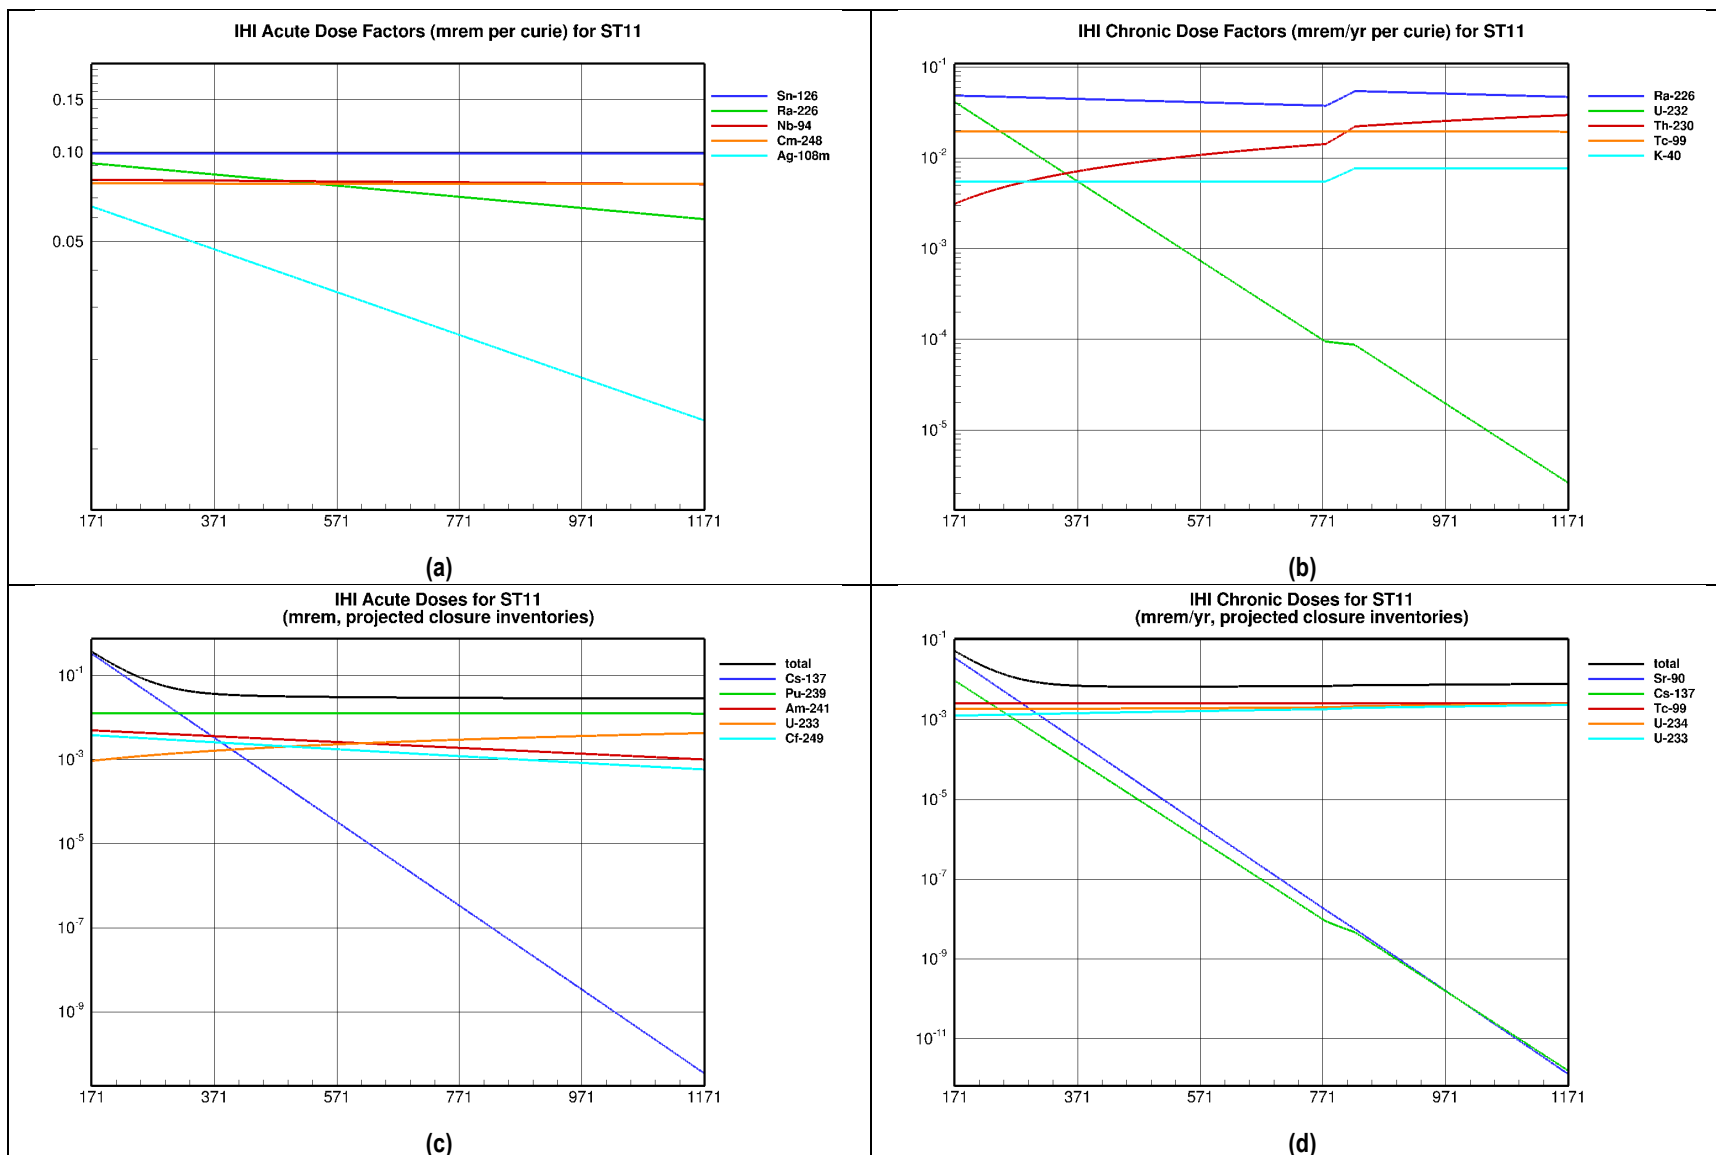 IHI Acute Dose Factors (mrem per curie) for ST11
0.15
0.10
0.05
Sn-126
Ra-226
Nb-94
Cm-248
Ag-108m
171 371 571 771 971 1171
(a)
IHI Chronic Dose Factors (mrem/yr per curie) for ST11
10-1
10-2
10-3
10-4
10-5
Ra-226
U-232
Th-230
Tc-99
K-40
171 371 571 771 971 1171
(b)
IHI Acute Doses for ST11
(mrem, projected closure inventories)
10-1
10-3
10-5
10-7
10-9
total
Cs-137
Pu-239
Am-241
U-233
Cf-249
171 371 571 771 971 1171
(c)
IHI Chronic Doses for ST11
(mrem/yr, projected closure inventories)
10-1
10-3
10-5
10-7
10-9
10-11
total
Sr-90
Cs-137
Tc-99
U-234
U-233
171 371 571 771 971 1171
(d)